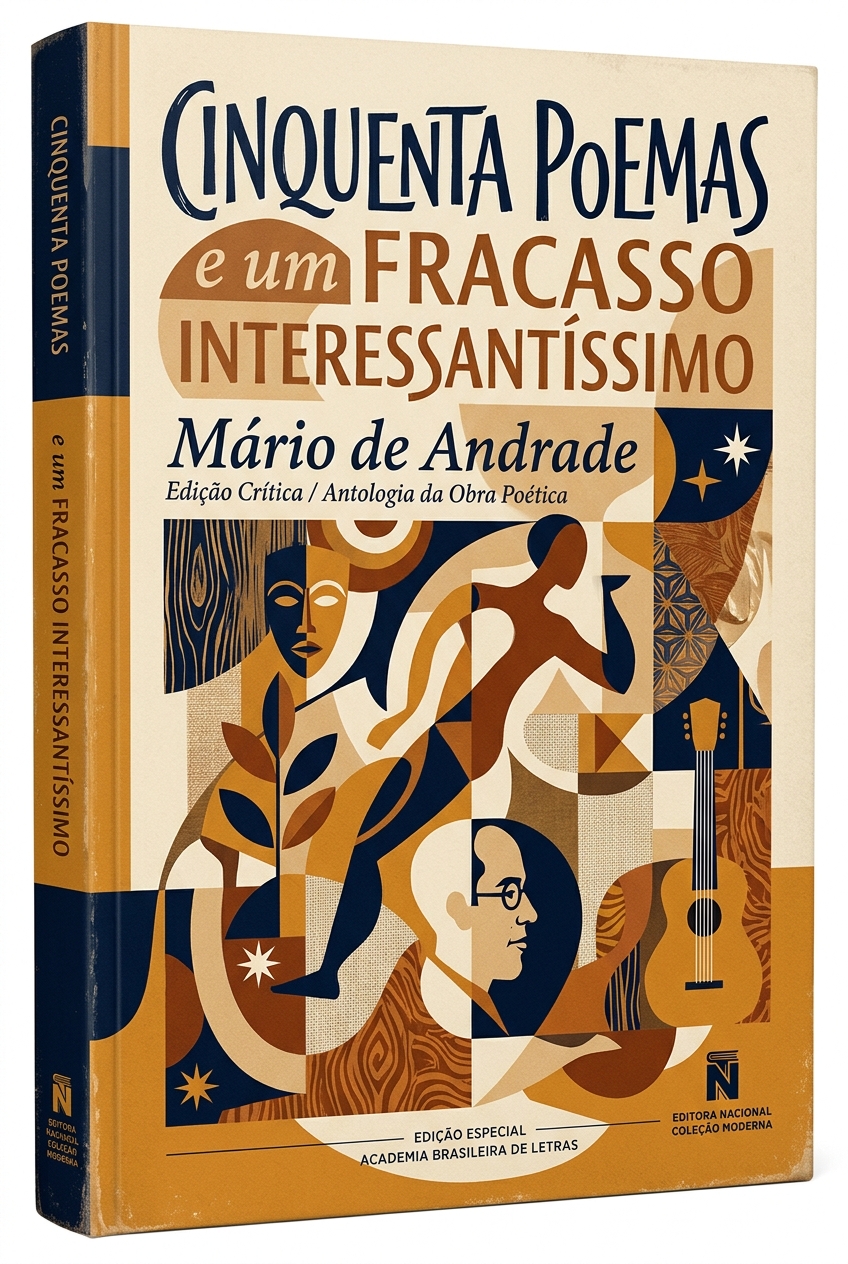 CINQUENTA POEMAS
e um FRACASSO
INTERESSANTÍSSIMO
Mário de Andrade
Edição Crítica / Antologia da Obra Poética
EDIÇÃO ESPECIAL
ACADEMIA BRASILEIRA DE LETRAS
N
EDITORA NACIONAL
COLEÇÃO MODERNA
CINQUENTA POEMAS
e um FRACASSO INTERESSANTÍSSIMO
N